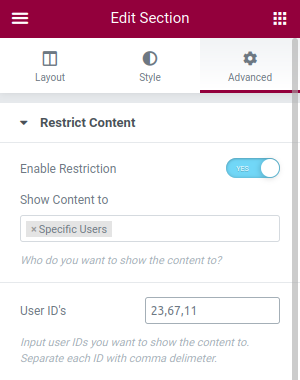 Edit Section
Layout Style Advanced
Restrict Content
Enable Restriction YES
Show Content to
× Specific Users
Who do you want to show the content to?
User ID's 23,67,11
Input user IDs you want to show the content to.
Separate each ID with comma delimeter.